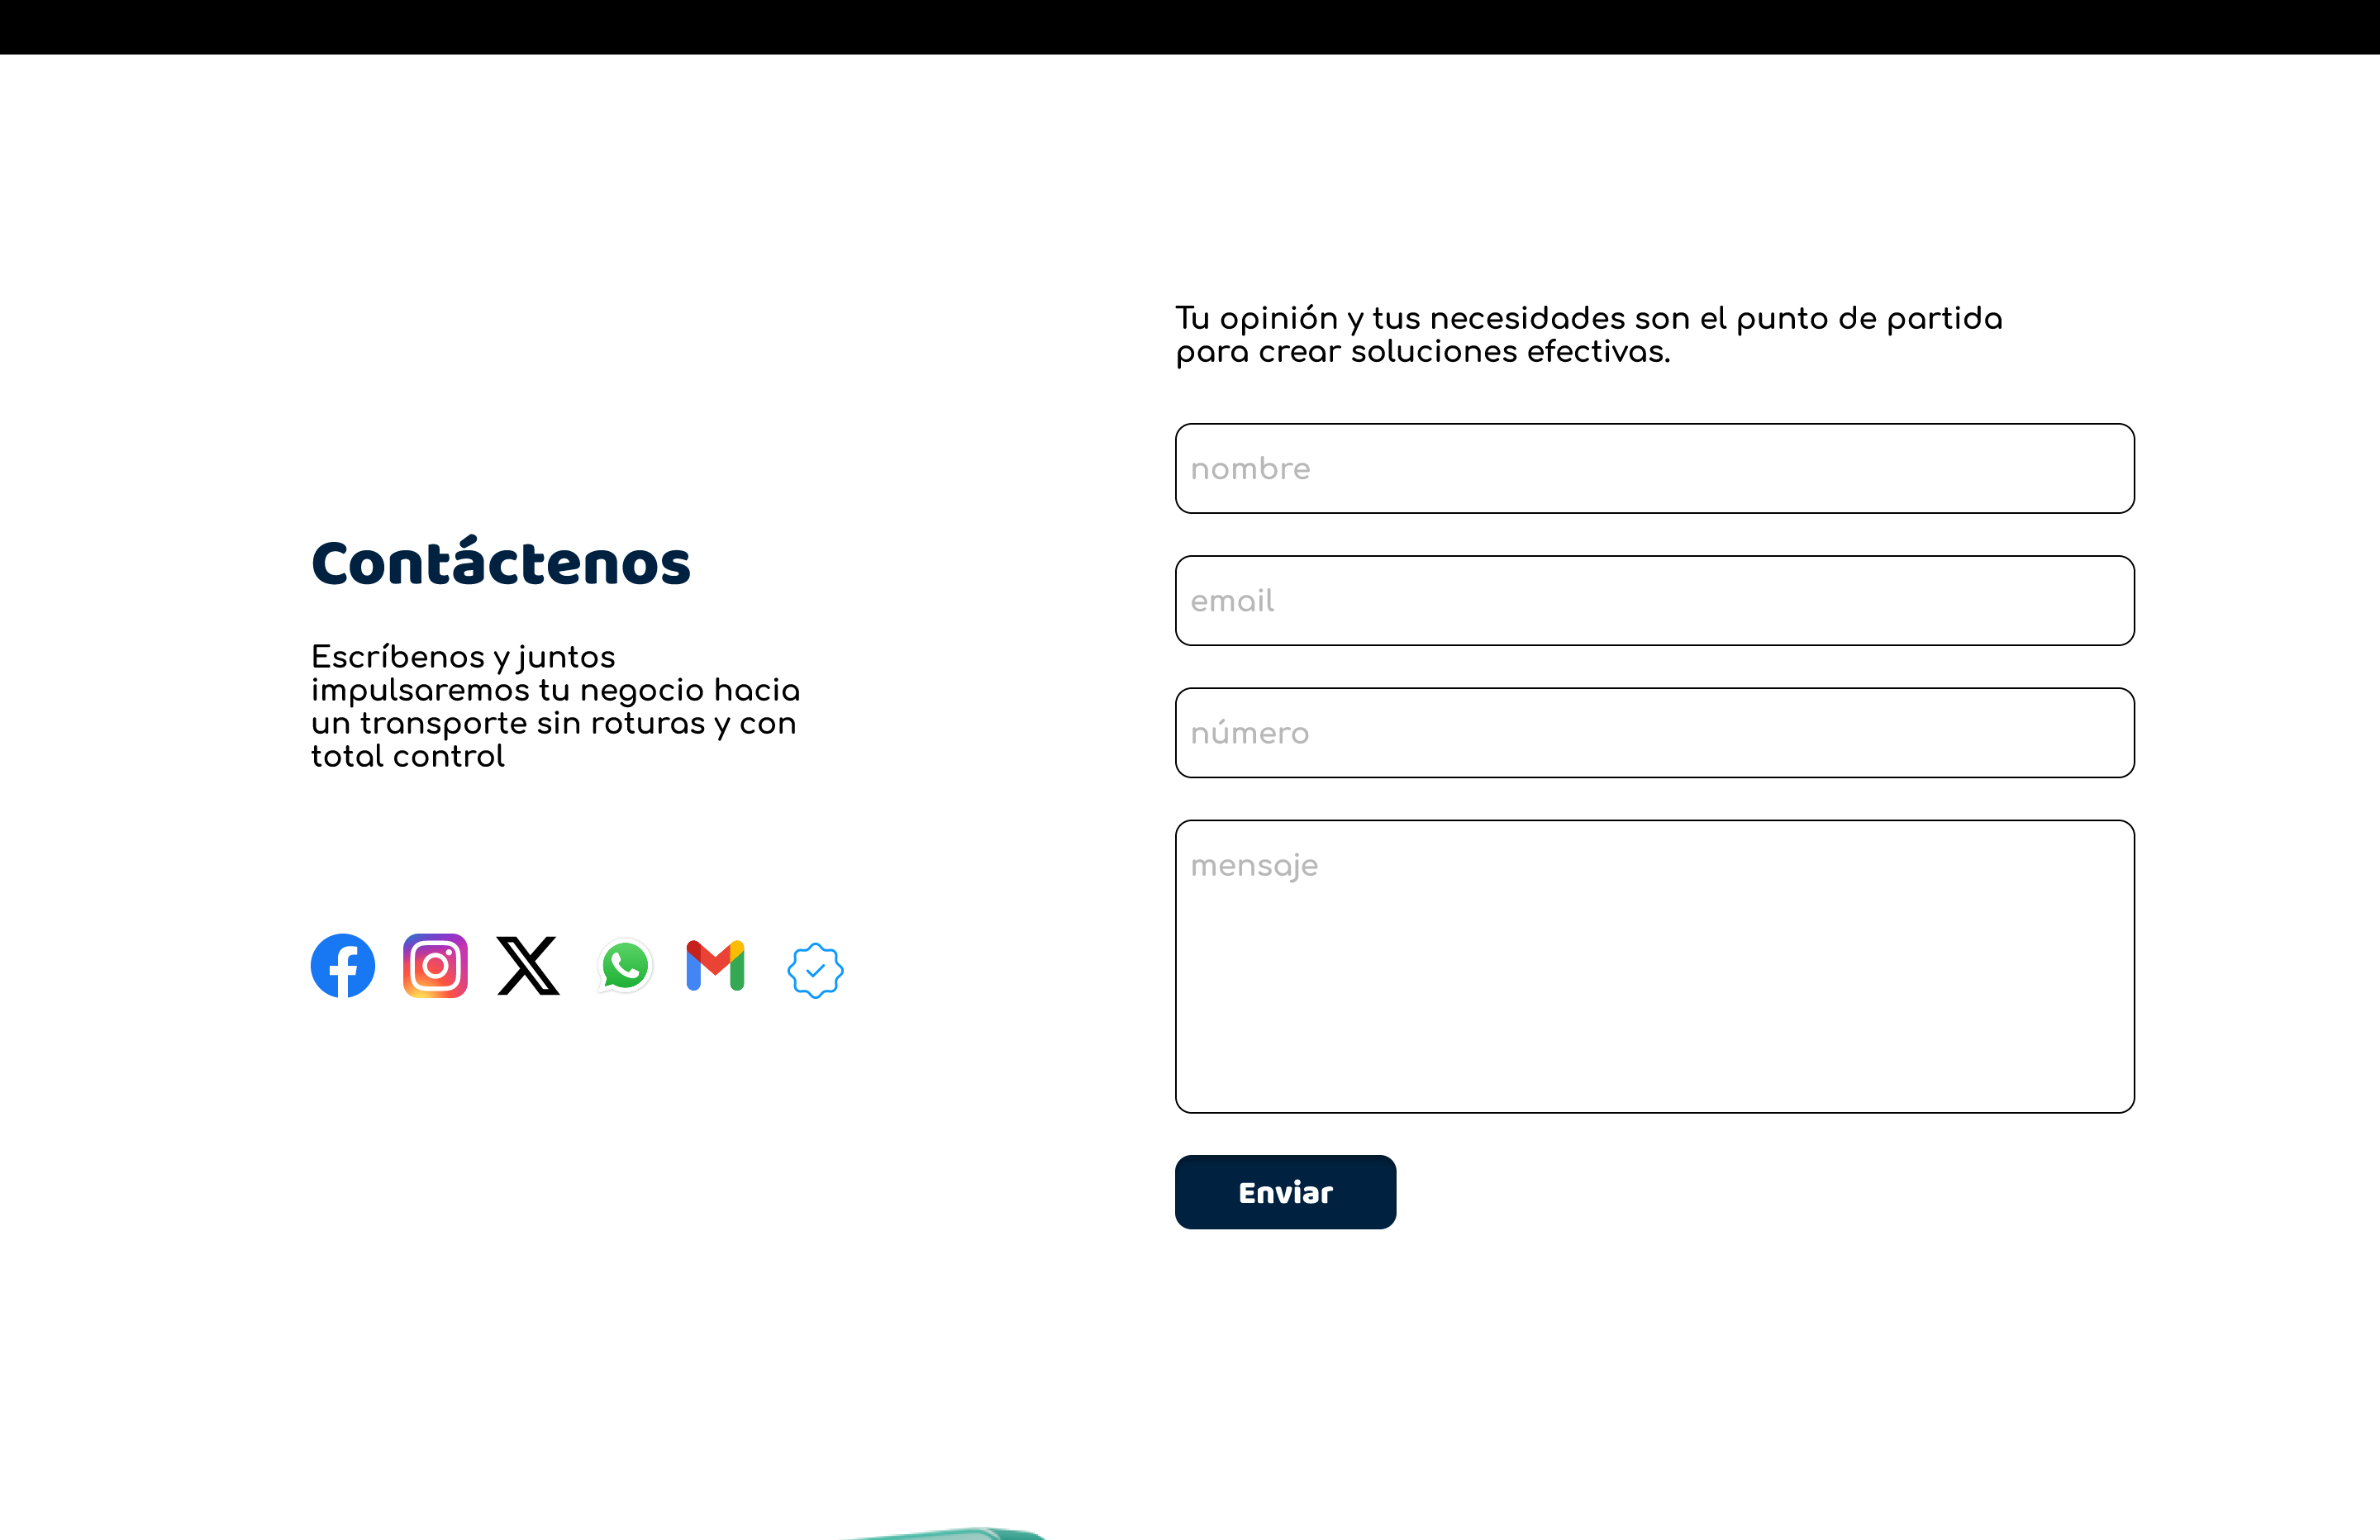 Contáctenos
Escríbenos y juntos
impulsaremos tu negocio hacia
un transporte sin roturas y con
total control
Tu opinión y tus necesidades son el punto de partida
para crear soluciones efectivas.
nombre
email
número
mensaje
Enviar